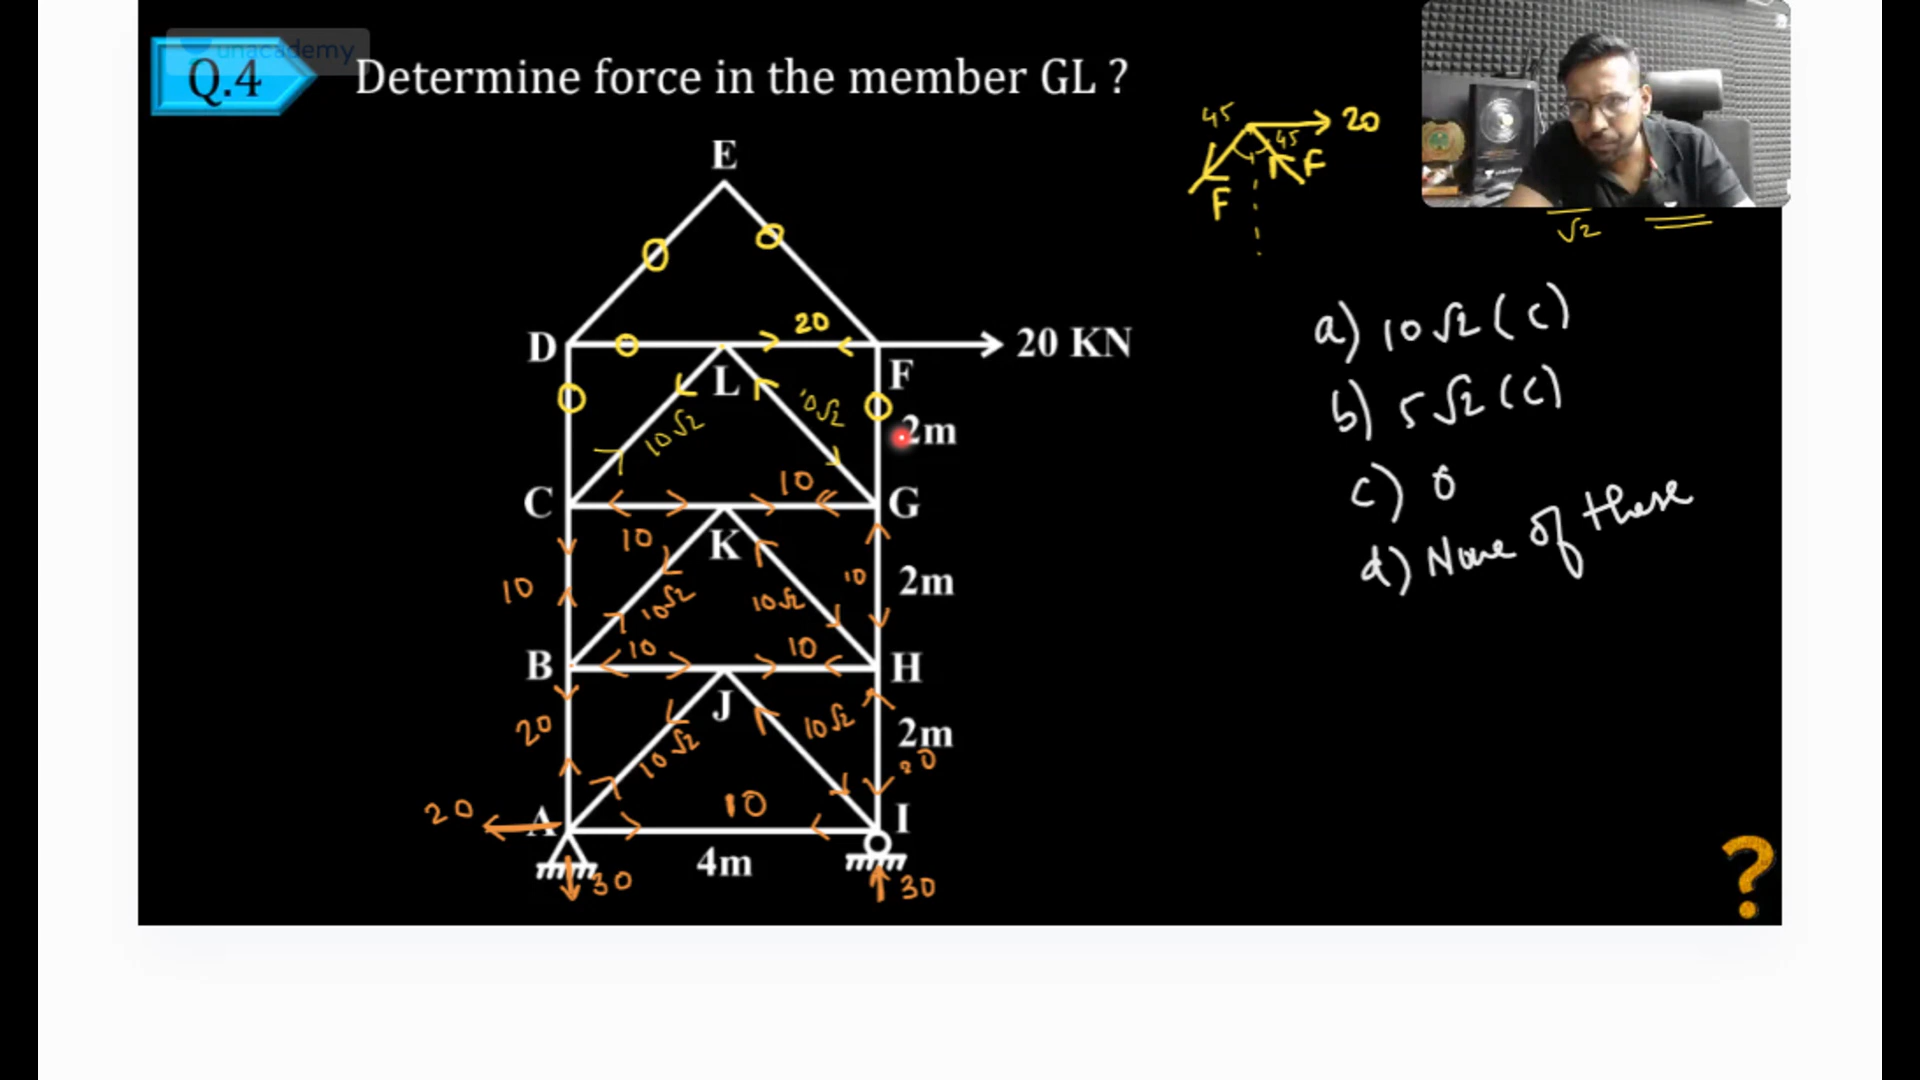 unacademy
Q.4
Determine force in the member GL ?
45
20
45
F
F
√2
E
20
D
L
F
20 KN
10√2
10√2
2m
a) 10√2 (C)
b) 5√2 (C)
c) 0
d) None of these
C
10
G
10
K
10
10√2
10√2
10
2m
B
10
10
H
20
J
10√2
10√2
2m
20
A
10
I
4m
30
30
?